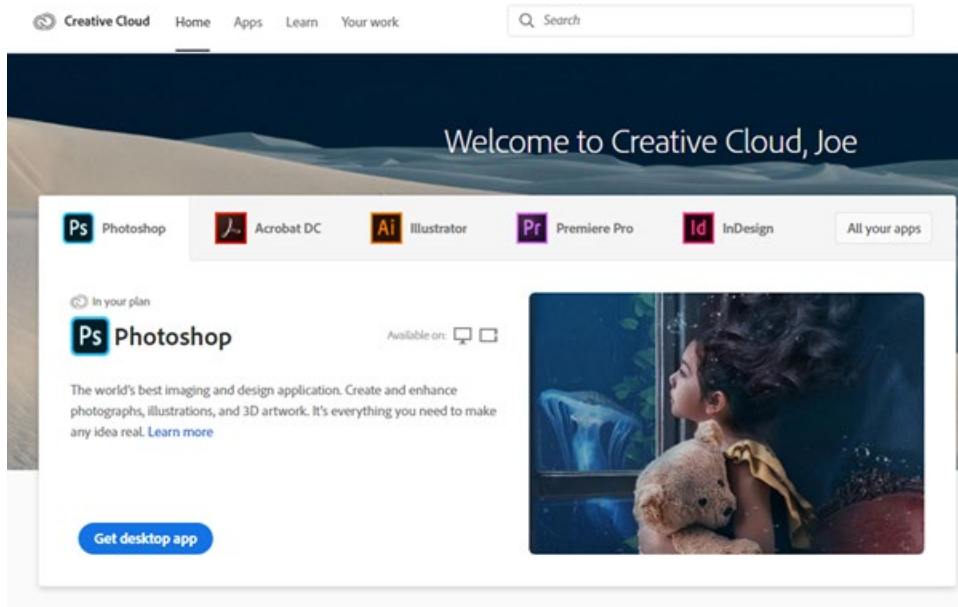 Creative Cloud Home Apps Learn Your work Search
Welcome to Creative Cloud, Joe
Ps Photoshop Acrobat DC Ai Illustrator Pr Premiere Pro Id InDesign All your apps
In your plan
Ps Photoshop Available on:
The world's best imaging and design application. Create and enhance
photographs, illustrations, and 3D artwork. It's everything you need to make
any idea real. Learn more
Get desktop app